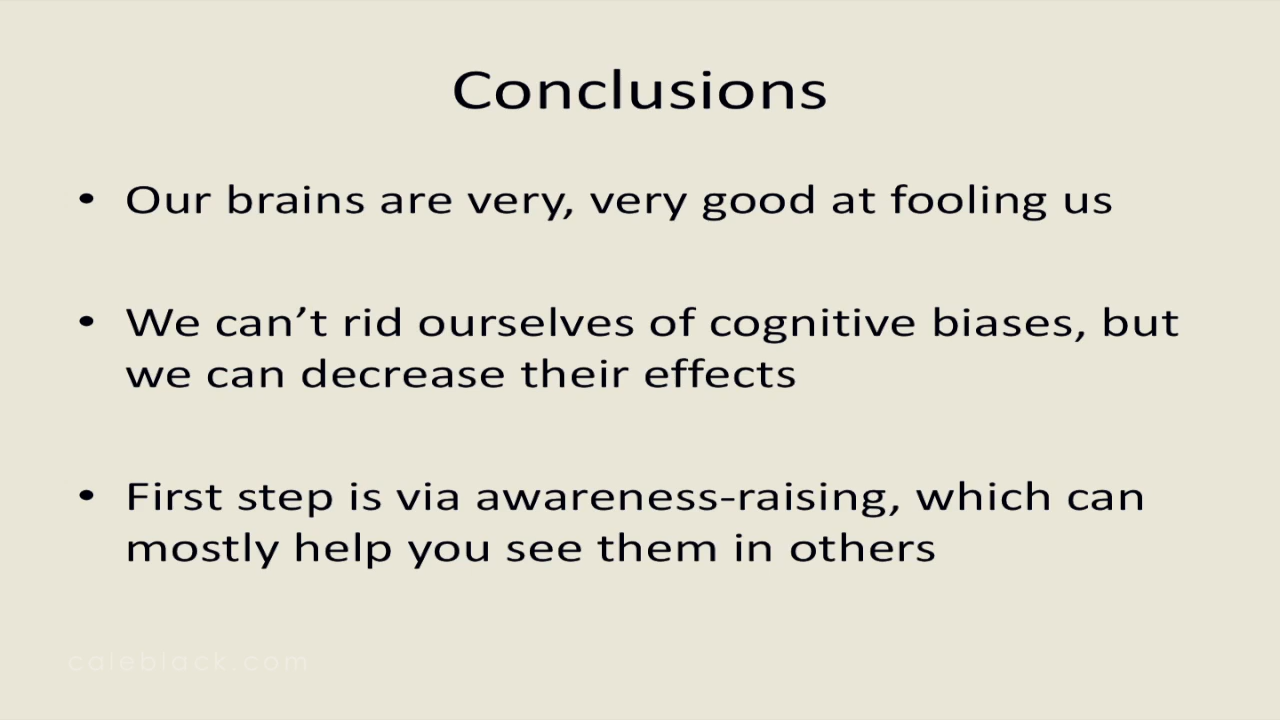 Conclusions
• Our brains are very, very good at fooling us
• We can’t rid ourselves of cognitive biases, but
we can decrease their effects
• First step is via awareness-raising, which can
mostly help you see them in others
caleblack.com